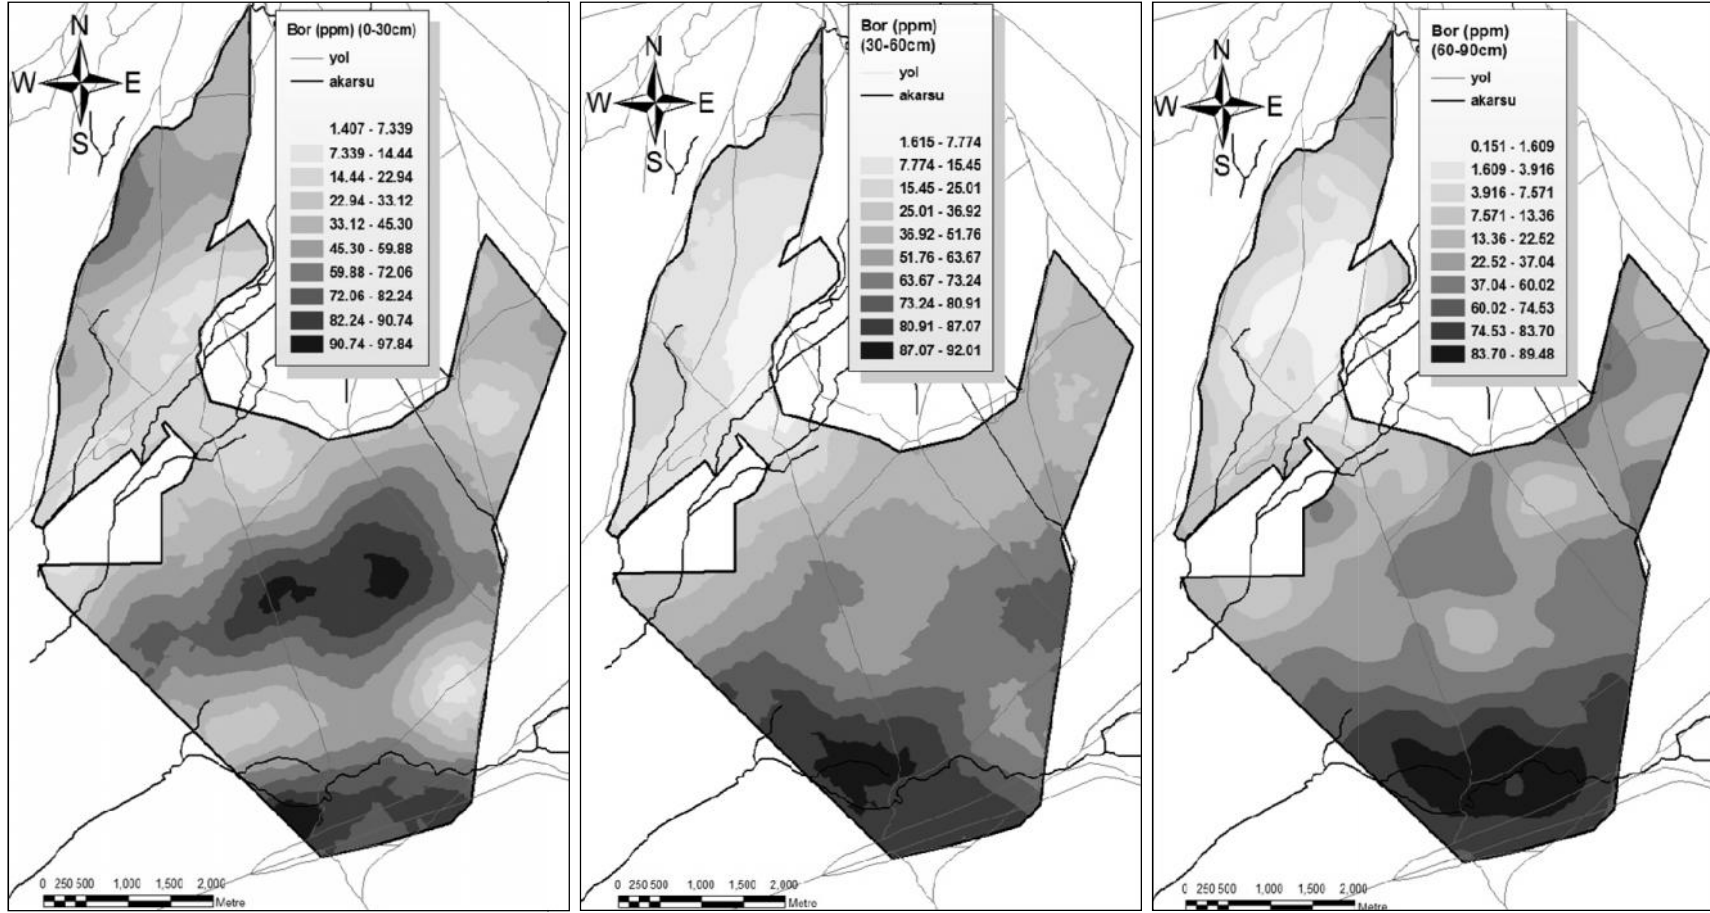 Bor (ppm) (0-30cm)
yol
akarsu
1.407 - 7.339
7.339 - 14.44
14.44 - 22.94
22.94 - 33.12
33.12 - 45.30
45.30 - 59.88
59.88 - 72.06
72.06 - 82.24
82.24 - 90.74
90.74 - 97.84
N
W E
S
0 250 500 1,000 1,500 2,000
Metre
Bor (ppm)
(30-60cm)
yol
akarsu
1.615 - 7.774
7.774 - 15.45
15.45 - 25.01
25.01 - 36.92
36.92 - 51.76
51.76 - 63.67
63.67 - 73.24
73.24 - 80.91
80.91 - 87.07
87.07 - 92.01
N
W E
S
0 250 500 1,000 1,500 2,000
Metre
Bor (ppm)
(60-90cm)
yol
akarsu
0.151 - 1.609
1.609 - 3.916
3.916 - 7.571
7.571 - 13.36
13.36 - 22.52
22.52 - 37.04
37.04 - 60.02
60.02 - 74.53
74.53 - 83.70
83.70 - 89.48
N
W E
S
0 250 500 1,000 1,500 2,000
Metre